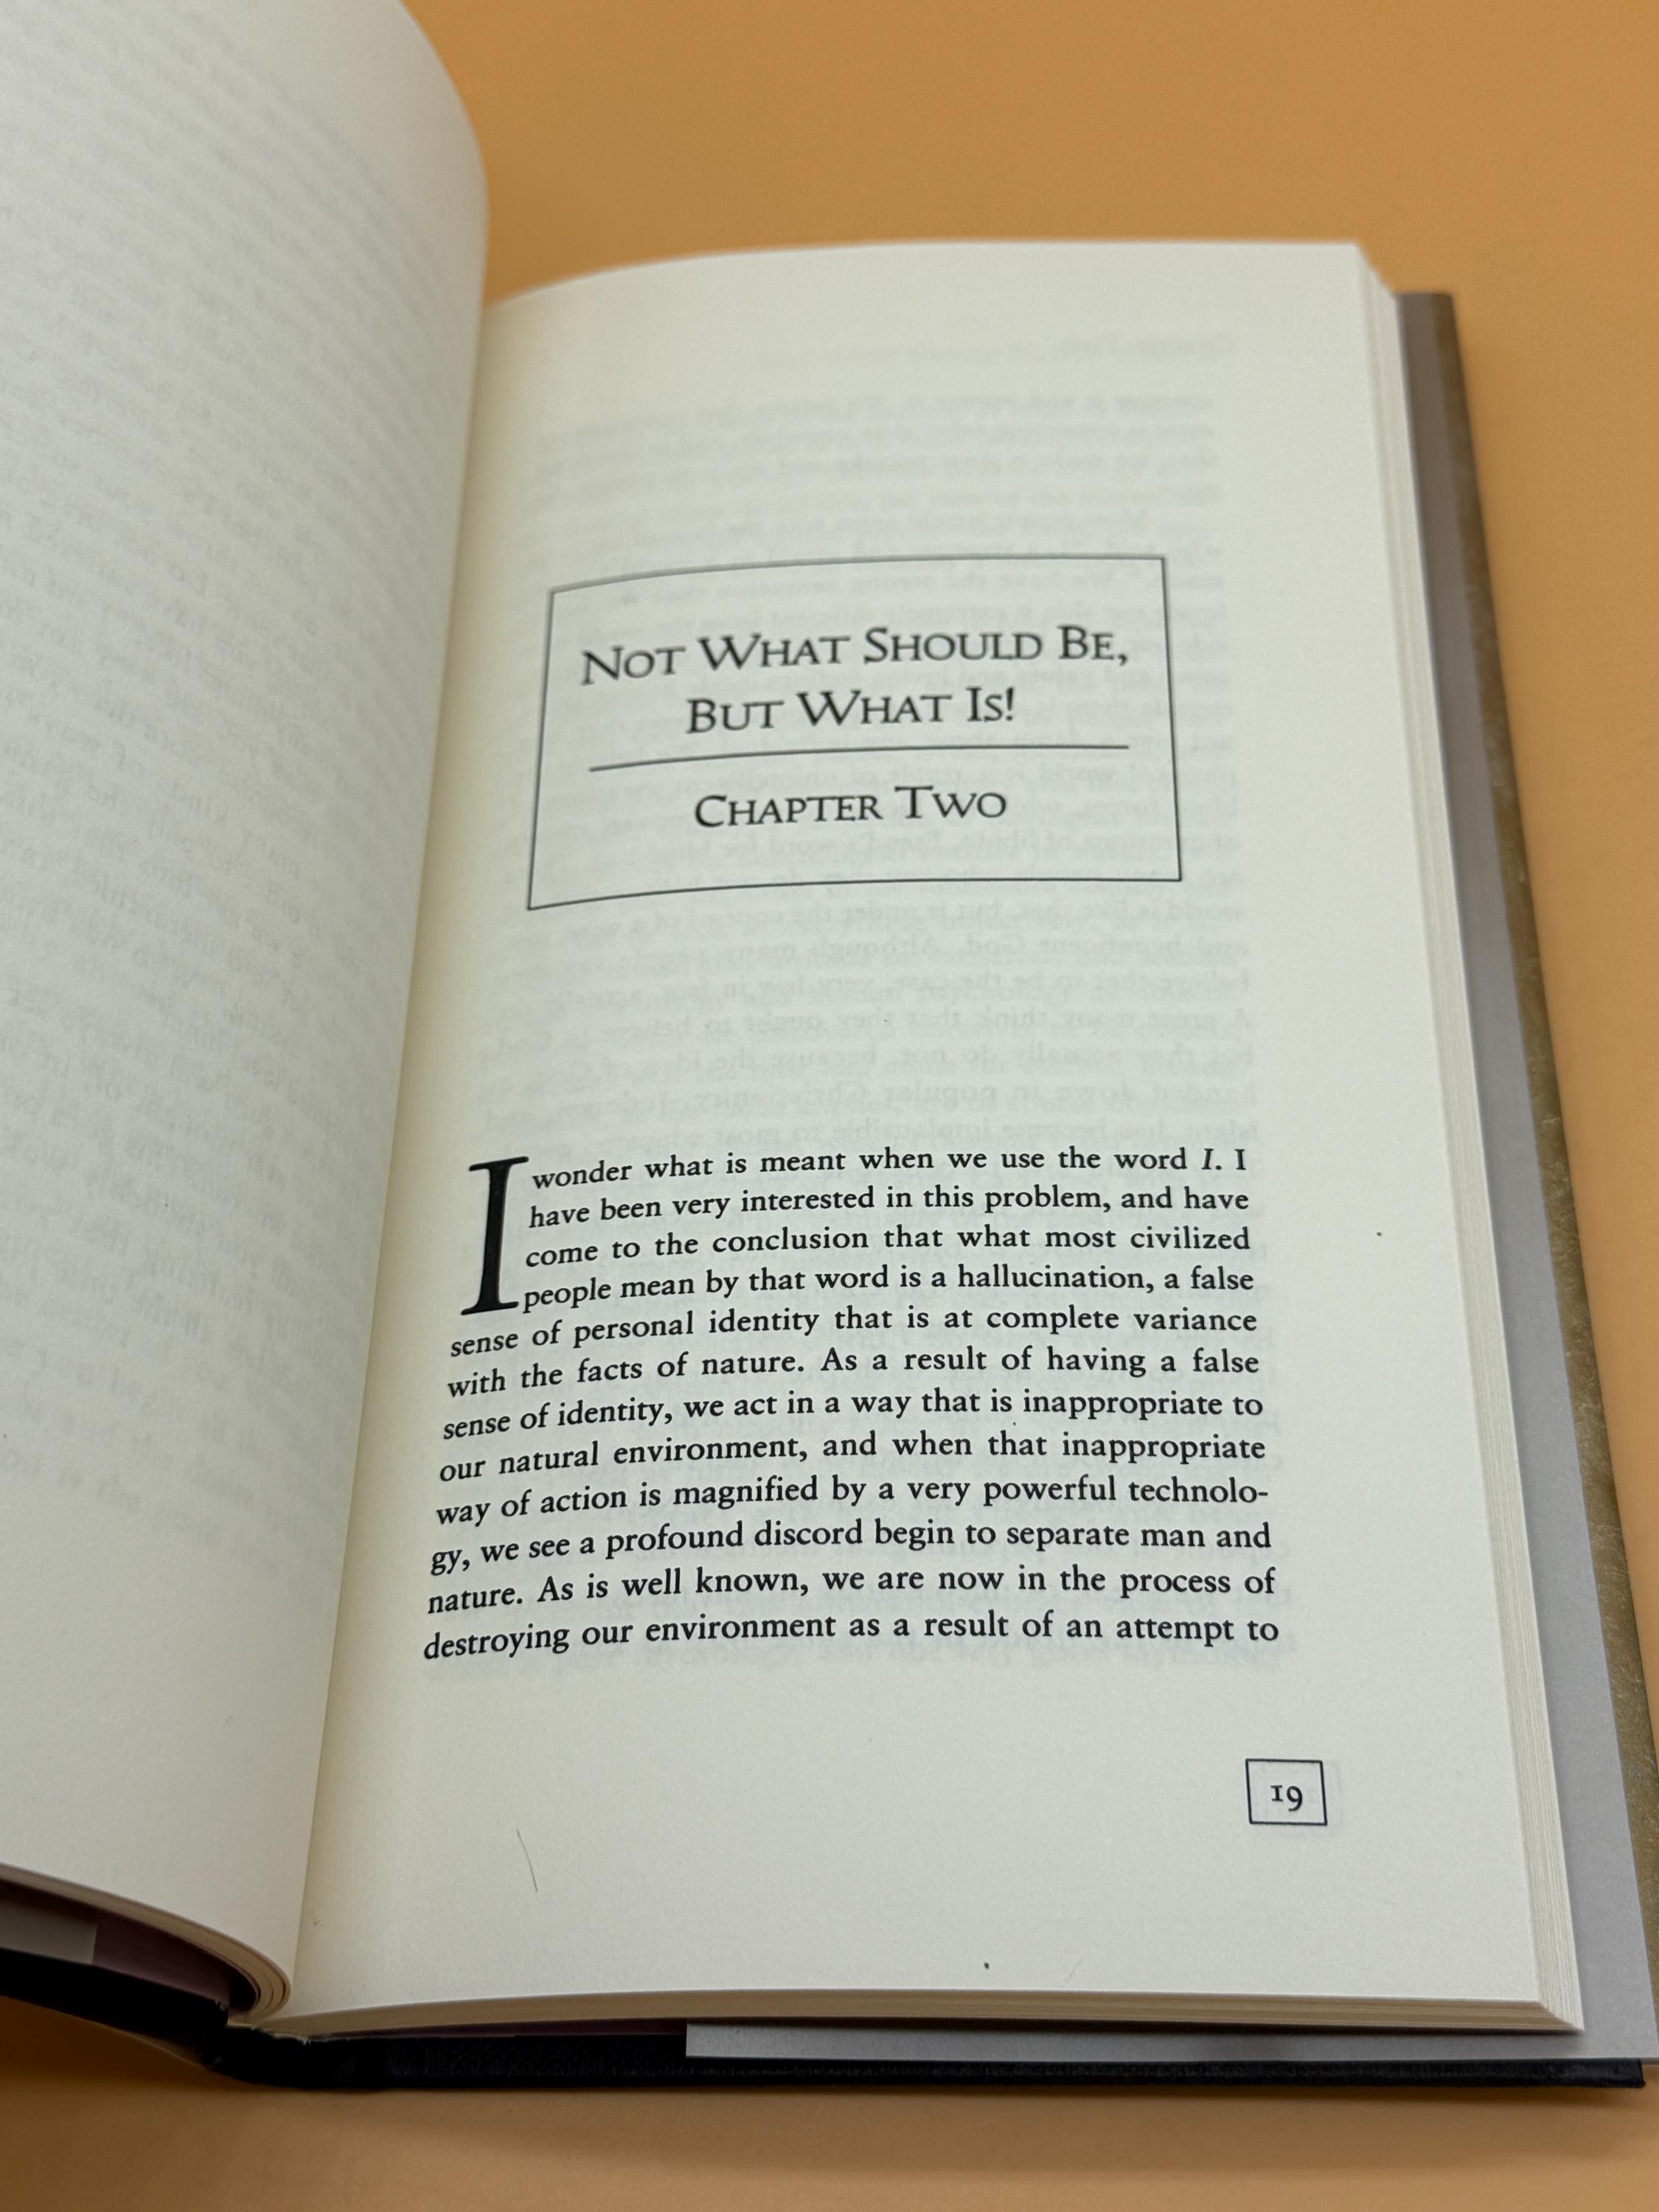 NOT WHAT SHOULD BE,
BUT WHAT IS!
CHAPTER TWO
I wonder what is meant when we use the word I. I
have been very interested in this problem, and have
come to the conclusion that what most civilized
people mean by that word is a hallucination, a false
sense of personal identity that is at complete variance
with the facts of nature. As a result of having a false
sense of identity, we act in a way that is inappropriate to
our natural environment, and when that inappropriate
way of action is magnified by a very powerful technolo-
gy, we see a profound discord begin to separate man and
nature. As is well known, we are now in the process of
destroying our environment as a result of an attempt to
19